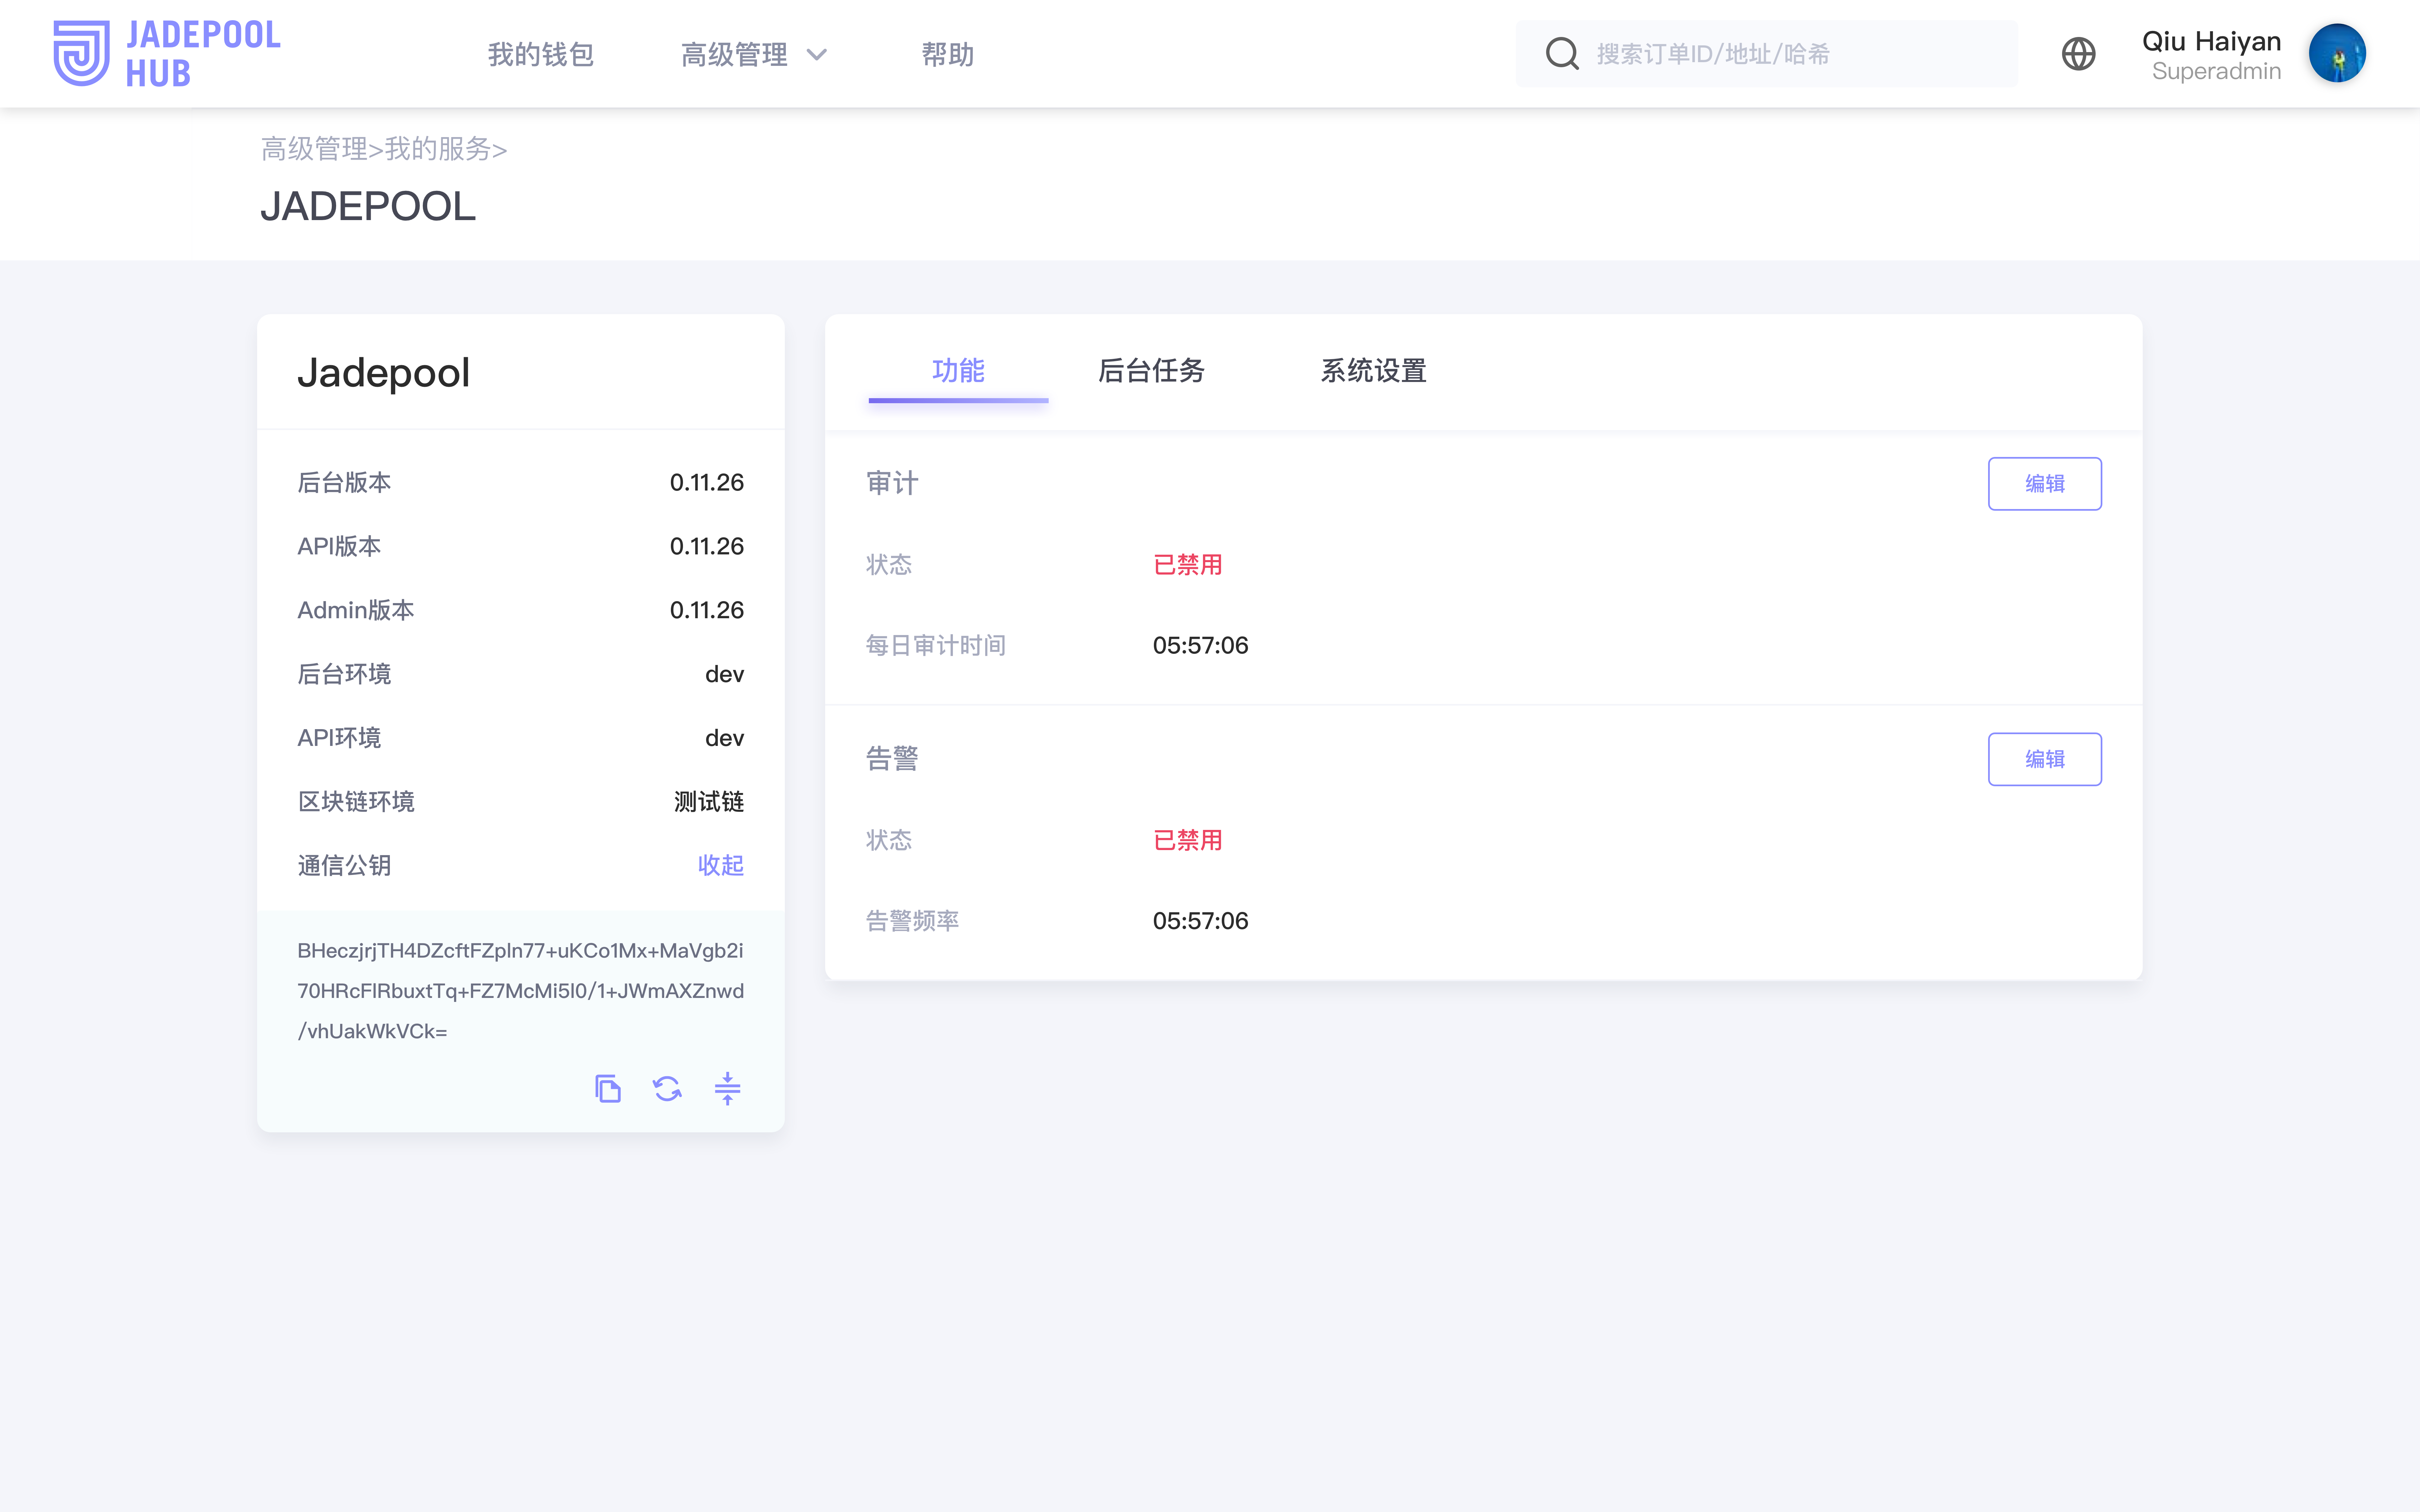 JADEPOOL
HUB
我的钱包
高级管理
帮助
搜索订单ID/地址/哈希
Qiu Haiyan
Superadmin
高级管理>我的服务>
JADEPOOL
Jadepool
后台版本 0.11.26
API版本 0.11.26
Admin版本 0.11.26
后台环境 dev
API环境 dev
区块链环境 测试链
通信公钥 收起
BHeczjrjTH4DZcftFZpln77+uKCo1Mx+MaVgb2i
70HRcFlRbuxtTq+FZ7McMi5l0/1+JWmAXZnwd
/vhUakWkVCk=
功能 后台任务 系统设置
审计 编辑
状态 已禁用
每日审计时间 05:57:06
告警 编辑
状态 已禁用
告警频率 05:57:06